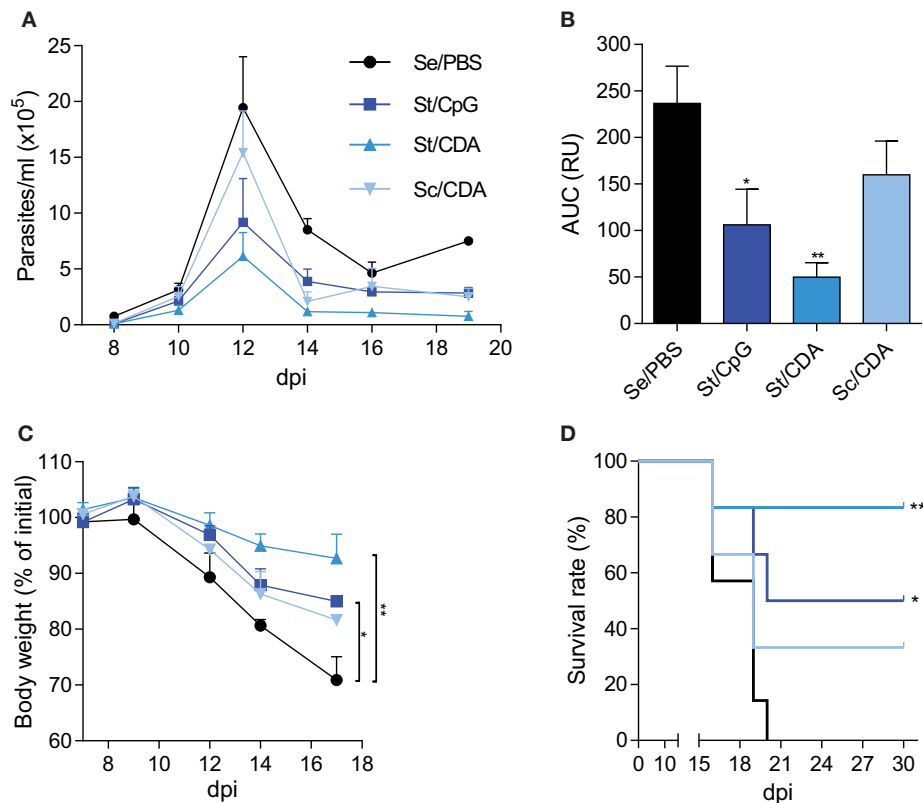 A
Parasites/ml (x10⁵)
25
20
15
10
5
0
8 10 12 14 16 18 20
dpi
Se/PBS
St/CpG
St/CDA
Sc/CDA
B
AUC (RU)
300
250
200
150
100
50
0
*
**
Se/PBS
St/CpG
St/CDA
Sc/CDA
C
Body weight (% of initial)
110
100
90
80
70
60
8 10 12 14 16 18
dpi
*
**
D
Survival rate (%)
100
80
60
40
20
0
0 10 15 18 21 24 27 30
dpi
**
*